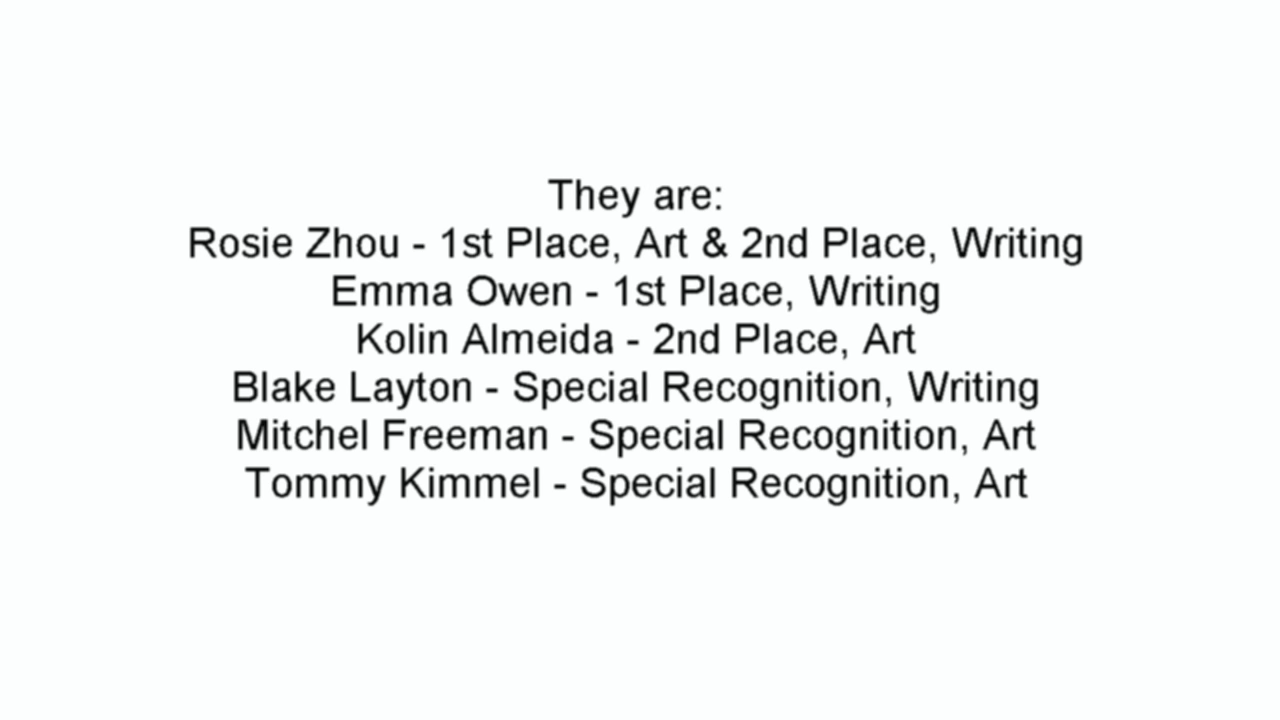 They are:
Rosie Zhou - 1st Place, Art & 2nd Place, Writing
Emma Owen - 1st Place, Writing
Kolin Almeida - 2nd Place, Art
Blake Layton - Special Recognition, Writing
Mitchel Freeman - Special Recognition, Art
Tommy Kimmel - Special Recognition, Art